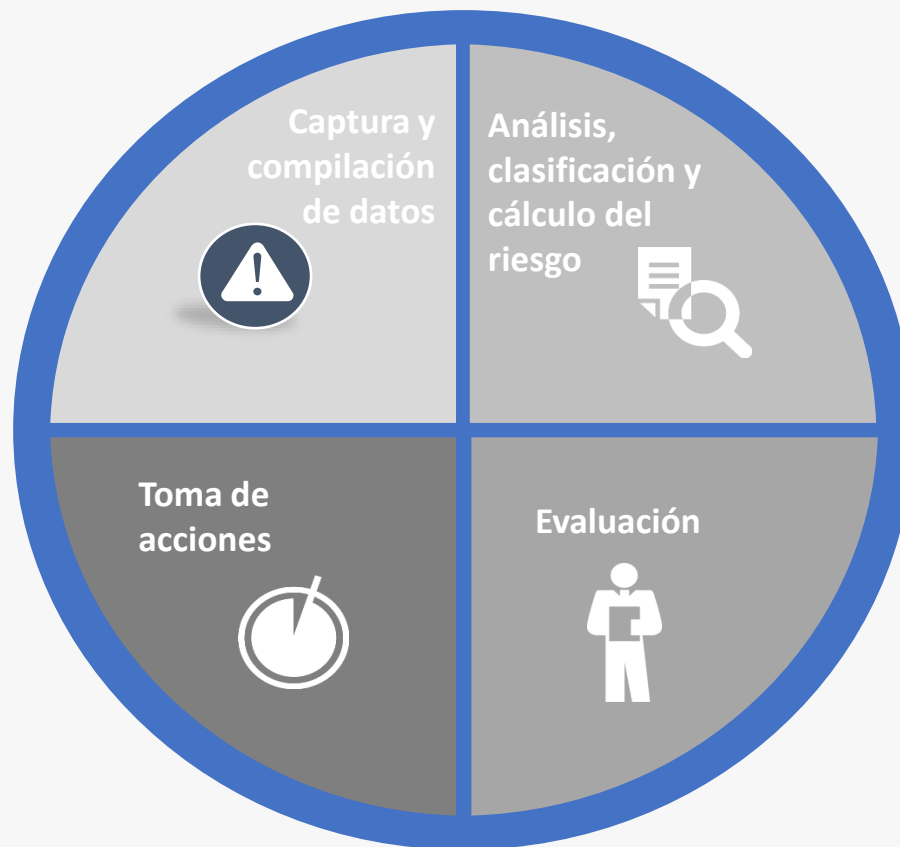 Captura y
compilación
de datos
Análisis,
clasificación y
cálculo del
riesgo
Toma de
acciones
Evaluación